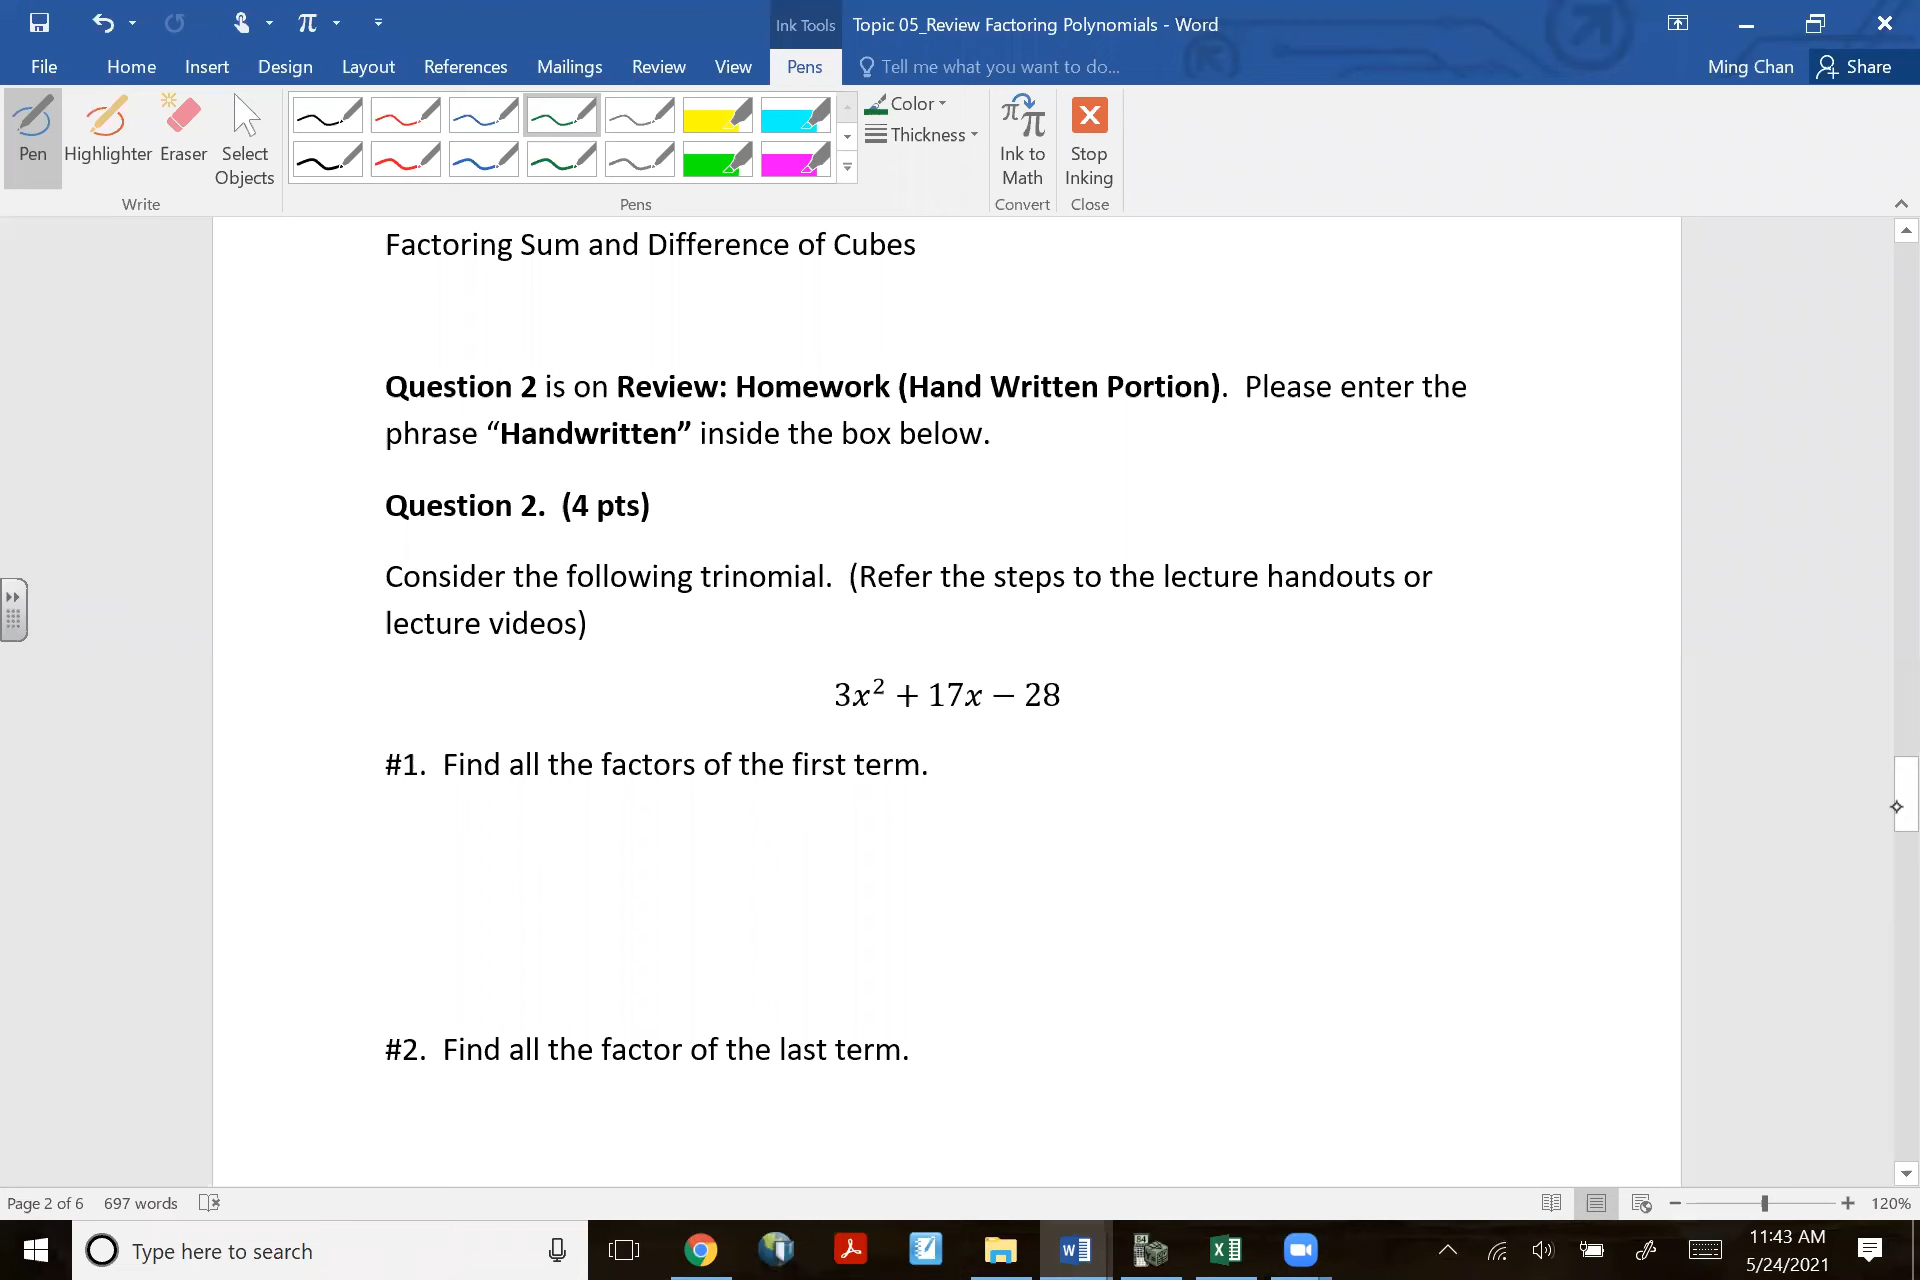 Ink Tools
Topic 05_Review Factoring Polynomials - Word
File Home Insert Design Layout References Mailings Review View Pens Tell me what you want to do... Ming Chan Share
Pen Highlighter Eraser Select Objects
Color
Thickness
Ink to Math
Stop Inking
Write Pens Convert Close
Factoring Sum and Difference of Cubes
Question 2 is on Review: Homework (Hand Written Portion). Please enter the
phrase “Handwritten” inside the box below.
Question 2. (4 pts)
Consider the following trinomial. (Refer the steps to the lecture handouts or
lecture videos)
3x² + 17x − 28
#1. Find all the factors of the first term.
#2. Find all the factor of the last term.
Page 2 of 6 697 words 120%
Type here to search
11:43 AM
5/24/2021